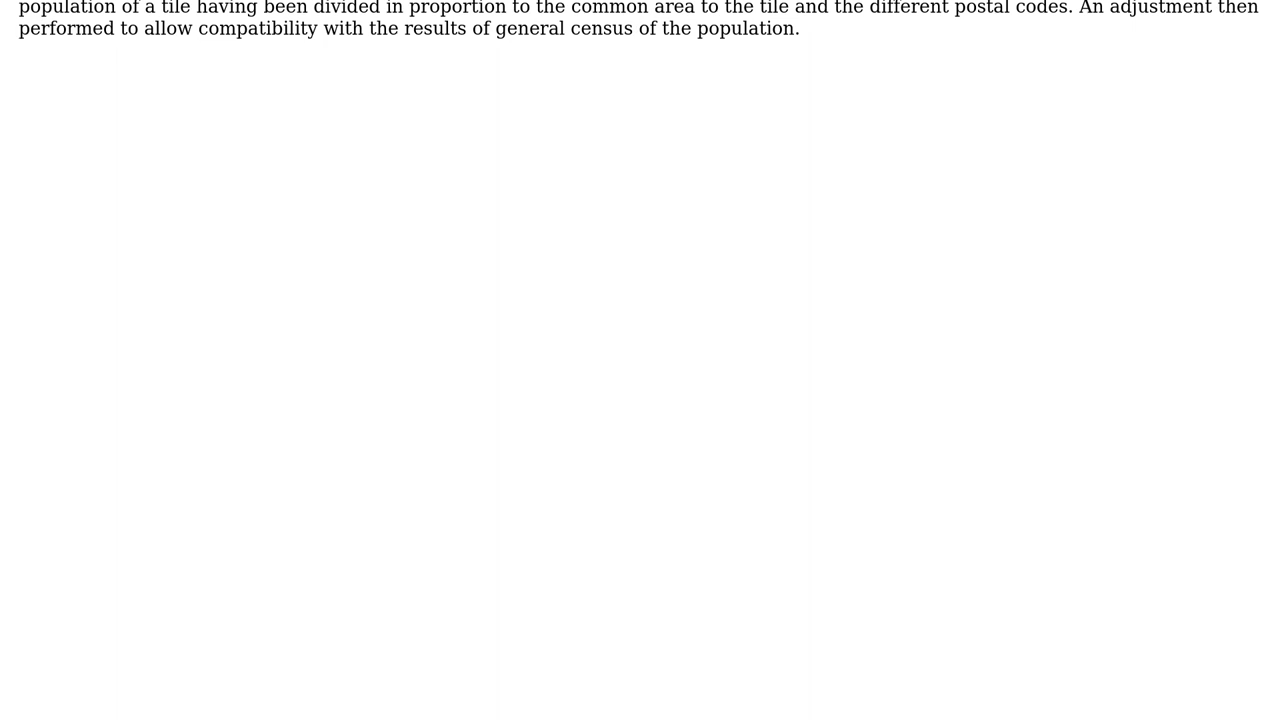 population of a tile having been divided in proportion to the common area to the tile and the different postal codes. An adjustment then
performed to allow compatibility with the results of general census of the population.